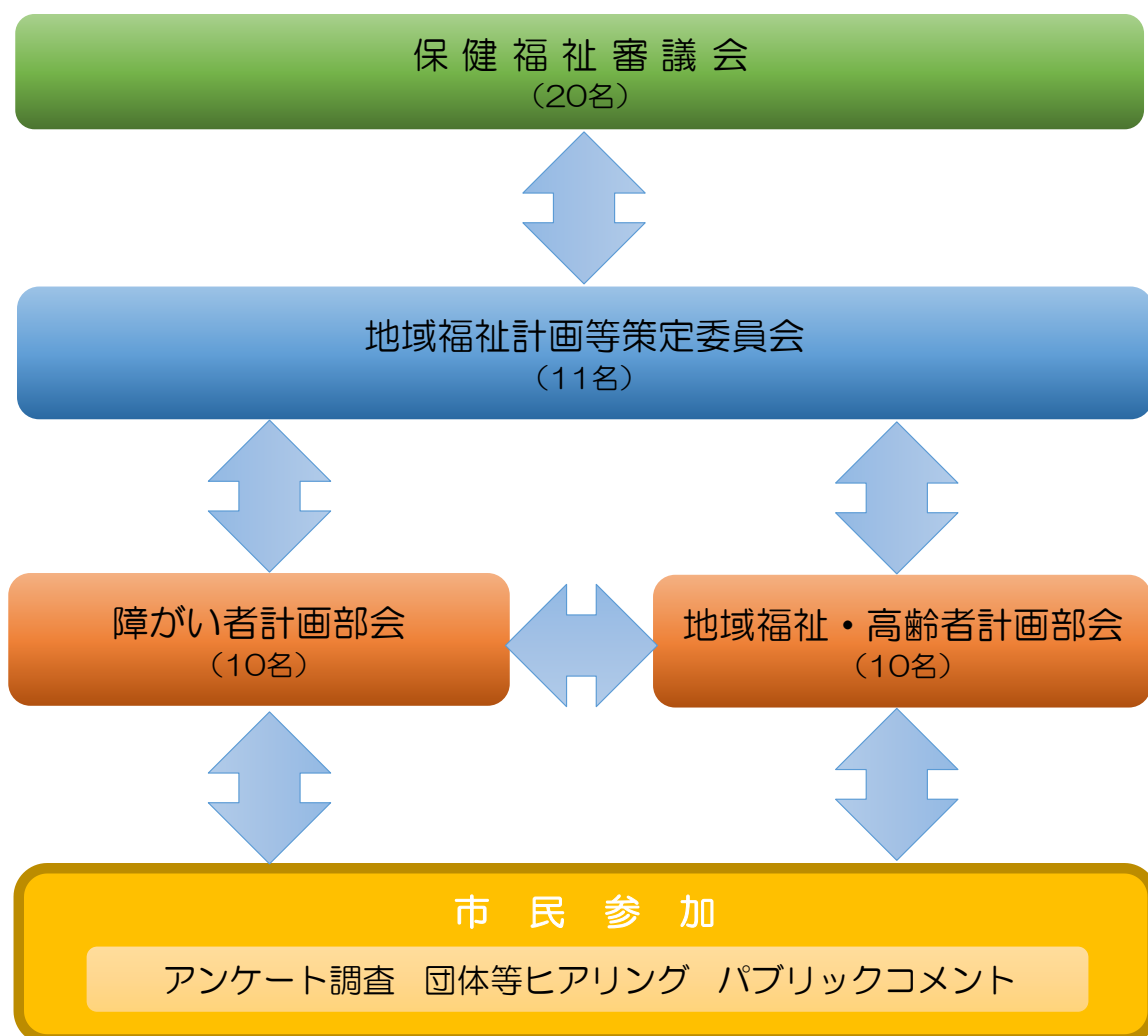 保健福祉審議会
（20名）
地域福祉計画等策定委員会
（11名）
障がい者計画部会
（10名）
地域福祉・高齢者計画部会
（10名）
市民参加
アンケート調査 団体等ヒアリング パブリックコメント